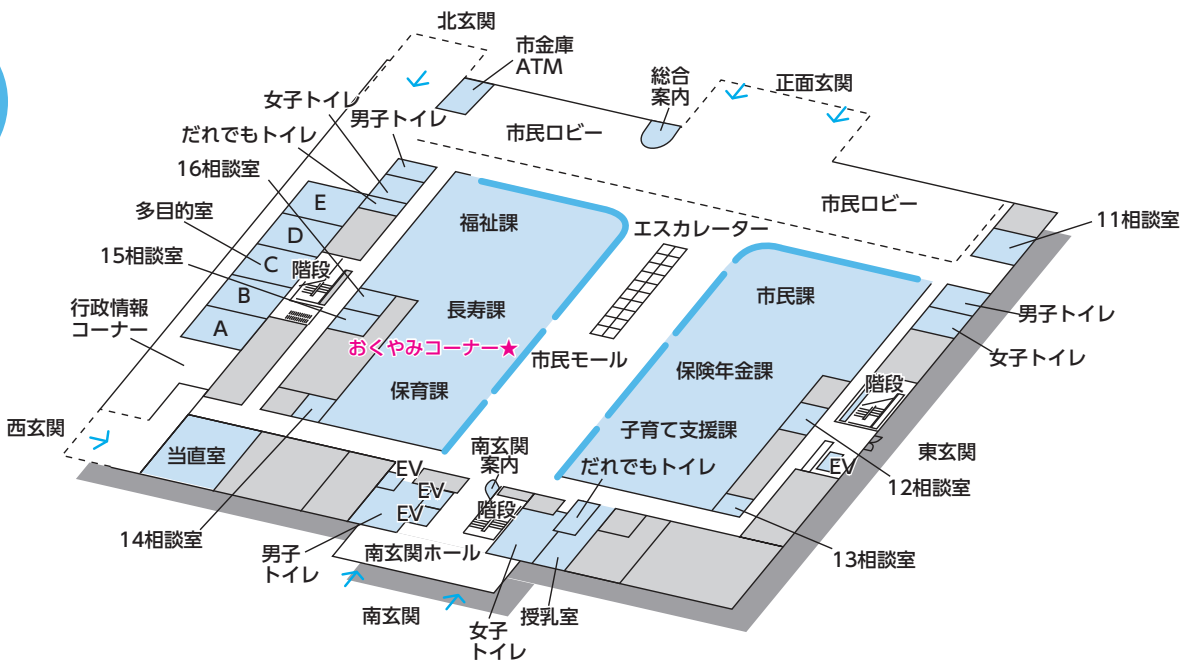 北玄関
市金庫
ATM
総合
案内
正面玄関
女子トイレ
男子トイレ
だれでもトイレ
市民ロビー
16相談室
市民ロビー
多目的室
E
D
C
B
A
福祉課
エスカレーター
11相談室
15相談室
階段
行政情報
コーナー
長寿課
市民課
男子トイレ
おくやみコーナー★
市民モール
女子トイレ
保険年金課
保育課
階段
西玄関
子育て支援課
当直室
南玄関
案内
だれでもトイレ
東玄関
EV
EV
EV
EV
階段
12相談室
14相談室
男子
トイレ
南玄関ホール
13相談室
南玄関
女子
トイレ
授乳室